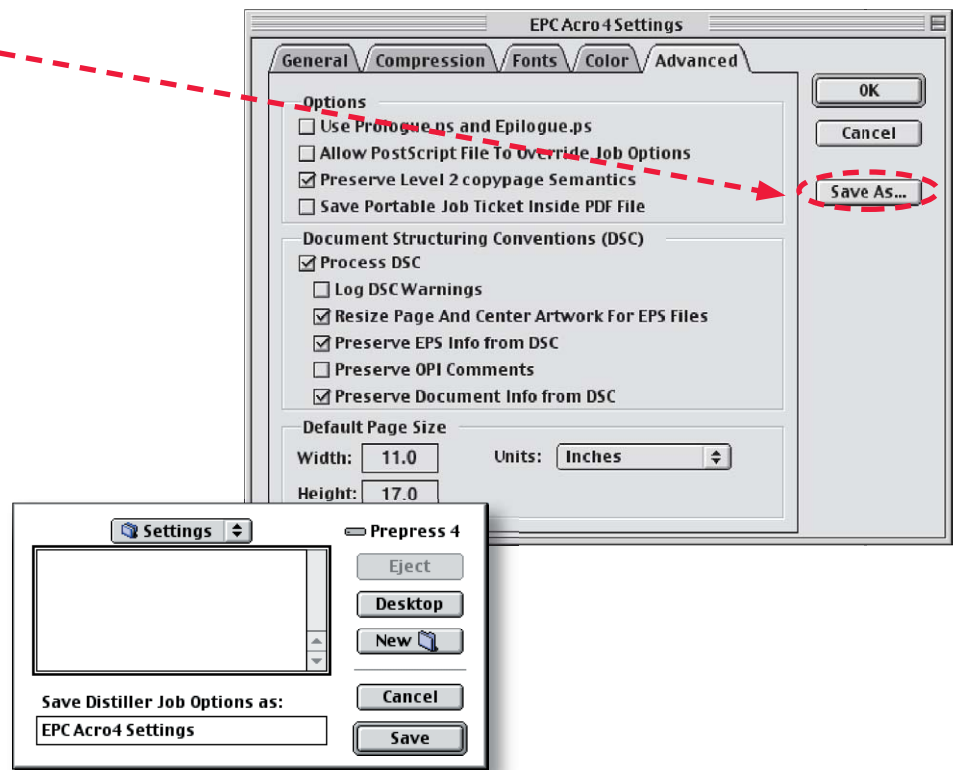 EPC Acro4 Settings
General Compression Fonts Color Advanced
OK
Cancel
Save As...
Options
Use Prologue.ps and Epilogue.ps
Allow PostScript File To Override Job Options
Preserve Level 2 copypage Semantics
Save Portable Job Ticket Inside PDF File
Document Structuring Conventions (DSC)
Process DSC
Log DSC Warnings
Resize Page And Center Artwork For EPS Files
Preserve EPS Info from DSC
Preserve OPI Comments
Preserve Document Info from DSC
Default Page Size
Width: 11.0 Units: Inches
Height: 17.0
Settings
Prepress 4
Eject
Desktop
New
Save Distiller Job Options as:
EPC Acro4 Settings
Cancel
Save